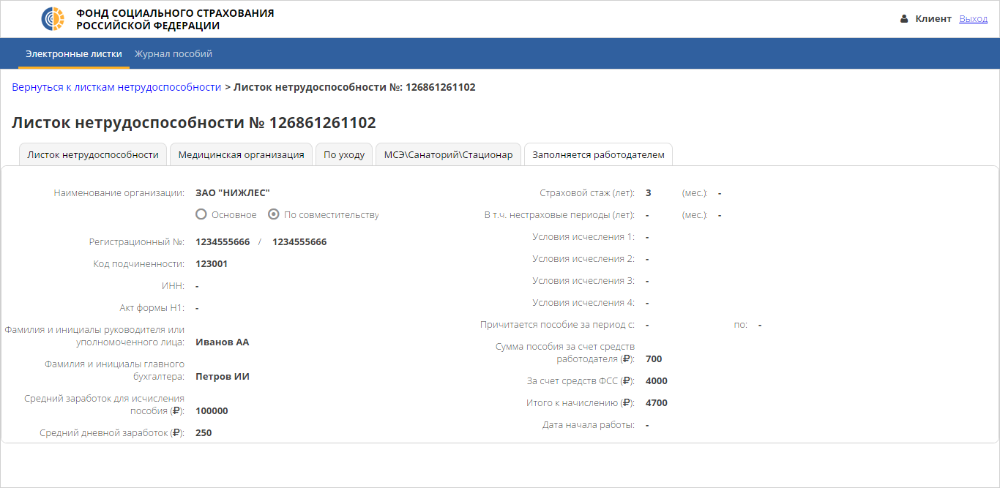 ФОНД СОЦИАЛЬНОГО СТРАХОВАНИЯ
РОССИЙСКОЙ ФЕДЕРАЦИИ
Клиент Выход
Электронные листки Журнал пособий
Вернуться к листкам нетрудоспособности > Листок нетрудоспособности №: 126861261102
Листок нетрудоспособности № 126861261102
Листок нетрудоспособности Медицинская организация По уходу МСЭ\Санаторий\Стационар Заполняется работодателем
Наименование организации: ЗАО "НИЖЛЕС"
Основное По совместительству
Регистрационный №: 1234555666 / 1234555666
Код подчиненности: 123001
ИНН: -
Акт формы Н1: -
Фамилия и инициалы руководителя или
уполномоченного лица: Иванов АА
Фамилия и инициалы главного
бухгалтера: Петров ИИ
Средний заработок для исчисления
пособия (₽): 100000
Средний дневной заработок (₽): 250
Страховой стаж (лет): 3 (мес.): -
В т.ч. нестраховые периоды (лет): - (мес.): -
Условия исчесления 1: -
Условия исчесления 2: -
Условия исчесления 3: -
Условия исчесления 4: -
Причитается пособие за период с: - по: -
Сумма пособия за счет средств
работодателя (₽): 700
За счет средств ФСС (₽): 4000
Итого к начислению (₽): 4700
Дата начала работы: -